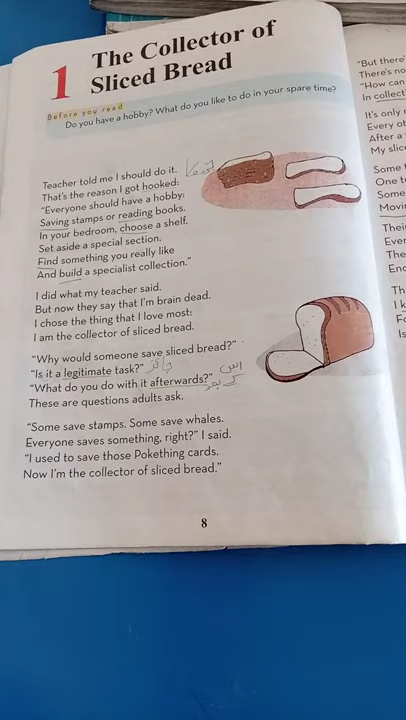 1
The Collector of
Sliced Bread
Before you read
Do you have a hobby? What do you like to do in your spare time?
Teacher told me I should do it.
That's the reason I got hooked:
"Everyone should have a hobby:
Saving stamps or reading books.
In your bedroom, choose a shelf.
Set aside a special section.
Find something you really like
And build a specialist collection."
I did what my teacher said.
But now they say that I'm brain dead.
I chose the thing that I love most:
I am the collector of sliced bread.
"Why would someone save sliced bread?"
"Is it a legitimate task?" جائز
"What do you do with it afterwards?" اس کے بعد
These are questions adults ask.
"Some save stamps. Some save whales.
Everyone saves something, right?" I said.
"I used to save those Pokething cards.
Now I'm the collector of sliced bread."
8
"But there'
There's no
"How can
In collect
It's only
Every ot
After a
My slic
Some
One t
Some
Movi
Thei
Ever
The
Enc
Th
I k
Fo
Is